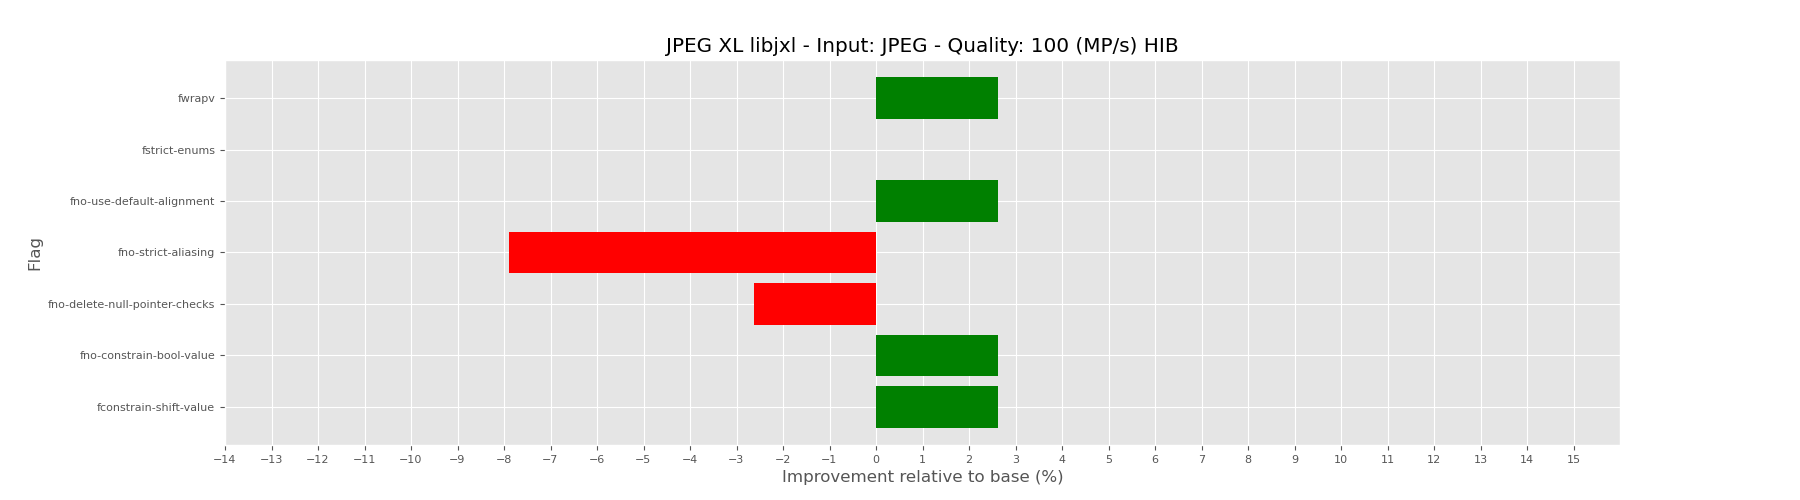 JPEG XL libjxl - Input: JPEG - Quality: 100 (MP/s) HIB
Flag
fwrapv
fstrict-enums
fno-use-default-alignment
fno-strict-aliasing
fno-delete-null-pointer-checks
fno-constrain-bool-value
fconstrain-shift-value
−14 −13 −12 −11 −10 −9 −8 −7 −6 −5 −4 −3 −2 −1 0 1 2 3 4 5 6 7 8 9 10 11 12 13 14 15
Improvement relative to base (%)